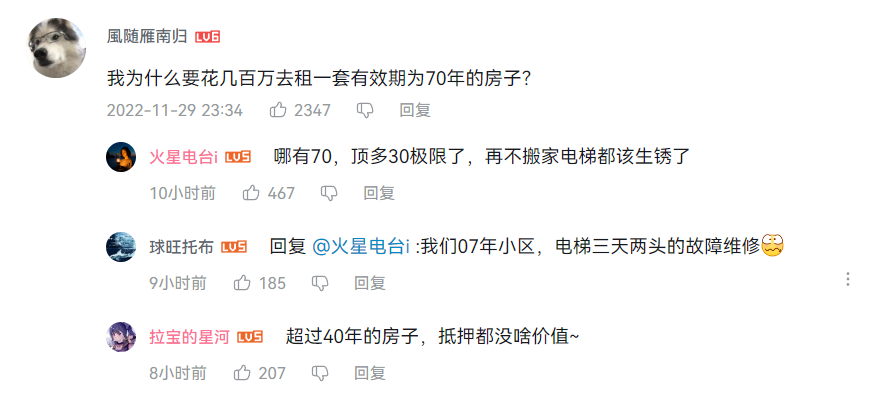 風随雁南归 LV6
我为什么要花几百万去租一套有效期为70年的房子?
2022-11-29 23:34 2347 回复
火星电台i LV5 哪有70，顶多30极限了，再不搬家电梯都该生锈了
10小时前 467 回复
球旺托布 LV5 回复 @火星电台i :我们07年小区，电梯三天两头的故障维修
9小时前 185 回复
拉宝的星河 LV5 超过40年的房子，抵押都没啥价值~
8小时前 207 回复